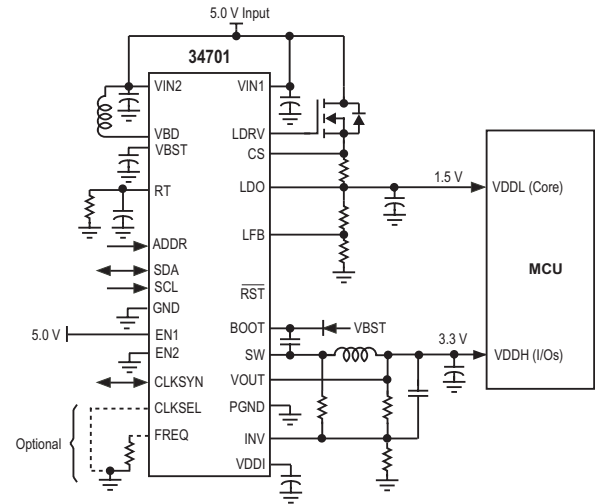 5.0 V Input
34701
VIN2
VIN1
VBD
LDRV
VBST
CS
RT
LDO
1.5 V
VDDL (Core)
LFB
ADDR
SDA
SCL
RST
MCU
GND
BOOT
VBST
5.0 V
EN1
SW
3.3 V
VDDH (I/Os)
EN2
VOUT
CLKSYN
CLKSEL
PGND
Optional
FREQ
INV
VDDI